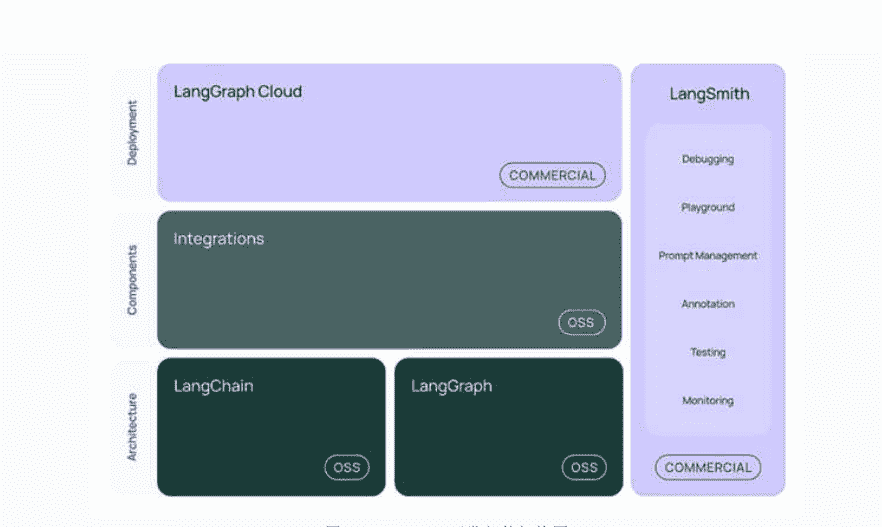 Deployment
LangGraph Cloud
COMMERCIAL
Components
Integrations
OSS
Architecture
LangChain
OSS
LangGraph
OSS
LangSmith
Debugging
Playground
Prompt Management
Annotation
Testing
Monitoring
COMMERCIAL